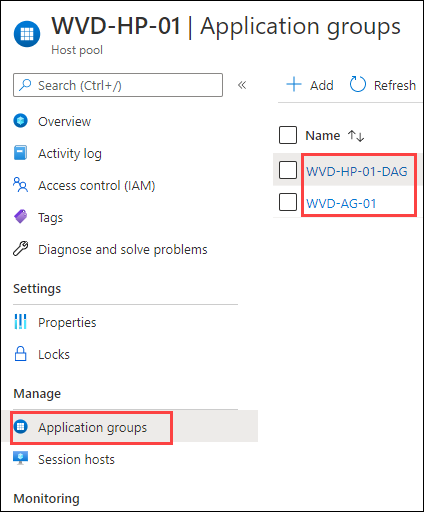 WVD-HP-01 | Application groups
Host pool
Search (Ctrl+/)
«
Add
Refresh
Overview
Activity log
Access control (IAM)
Tags
Diagnose and solve problems
Settings
Properties
Locks
Manage
Application groups
Session hosts
Monitoring
Name ↑↓
WVD-HP-01-DAG
WVD-AG-01